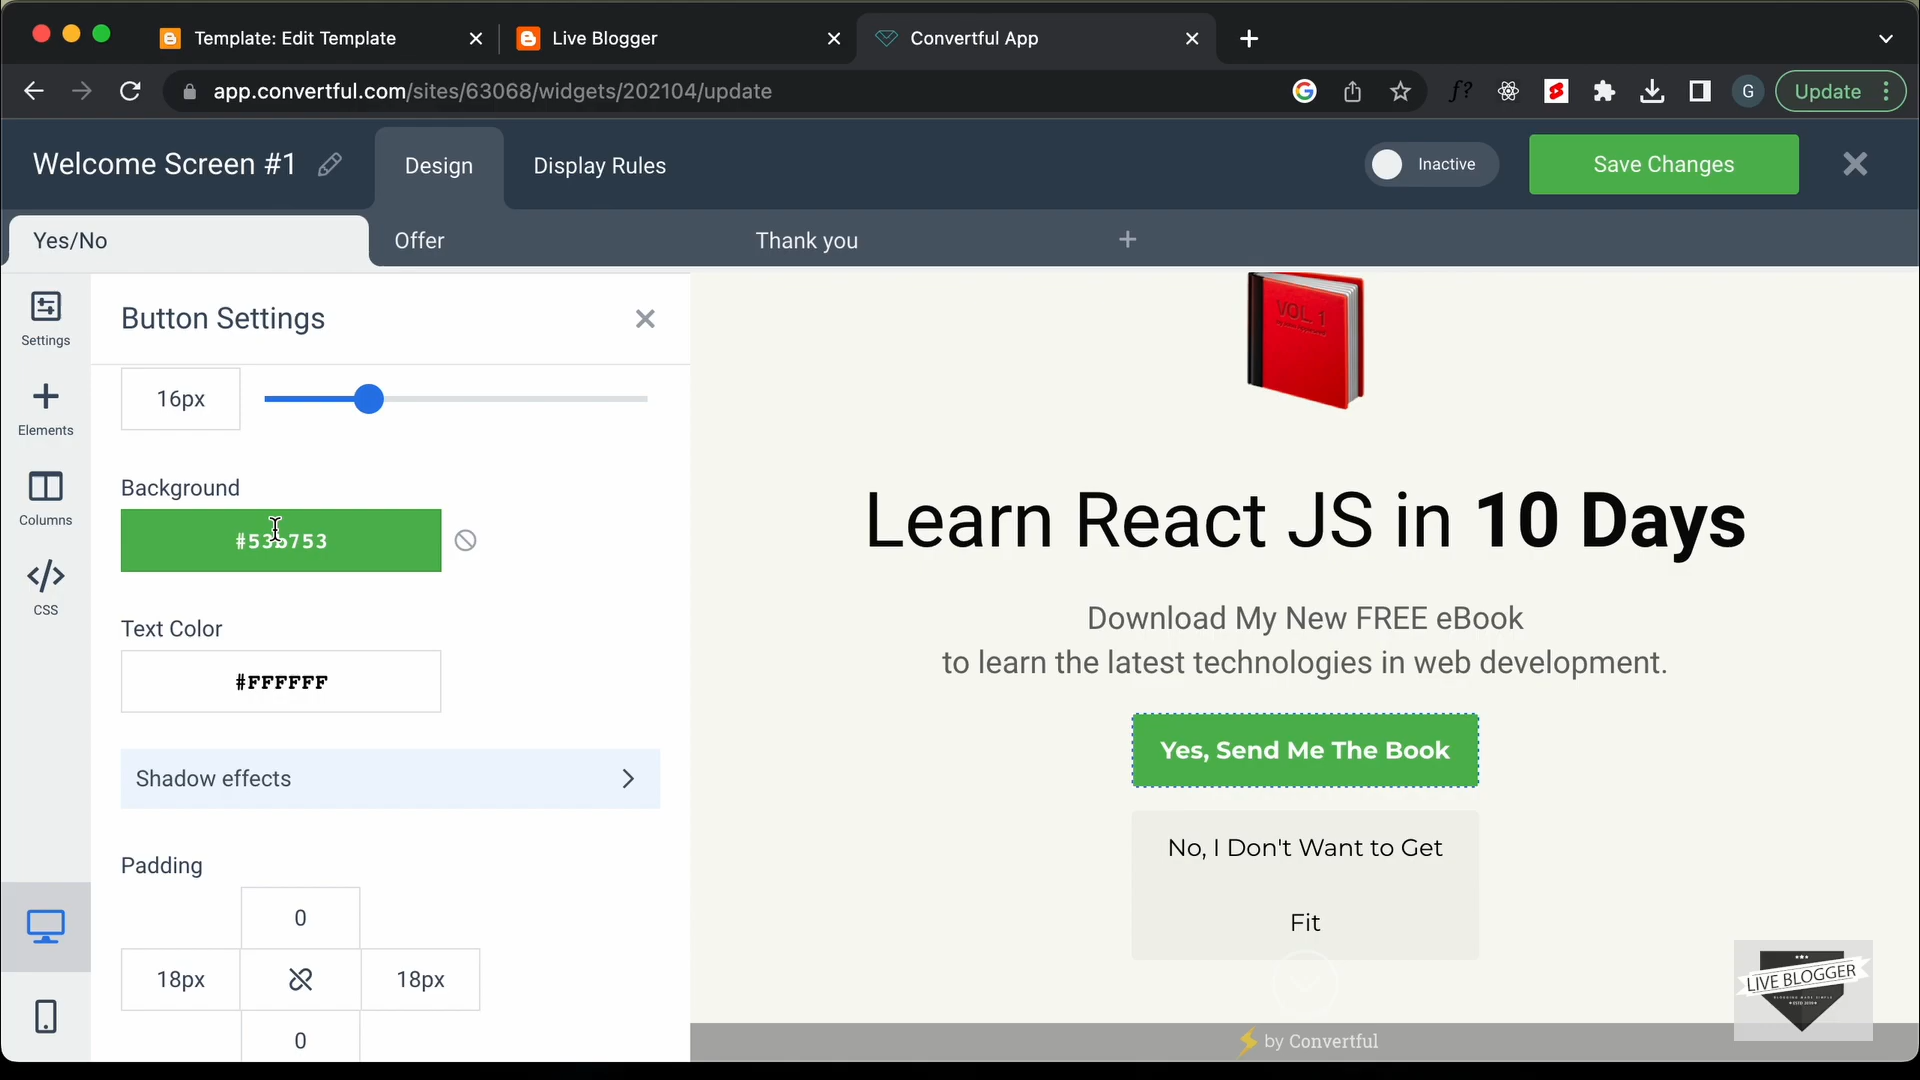 Template: Edit Template
Live Blogger
Convertful App
app.convertful.com/sites/63068/widgets/202104/update
f?
G
Update
Welcome Screen #1
Design
Display Rules
Inactive
Save Changes
Yes/No
Offer
Thank you
Settings
Elements
Columns
CSS
Button Settings
16px
Background
#53b753
Text Color
#FFFFFF
Shadow effects
Padding
0
18px
18px
0
VOL. 1
Learn React JS in 10 Days
Download My New FREE eBook
to learn the latest technologies in web development.
Yes, Send Me The Book
No, I Don't Want to Get
Fit
by Convertful
LIVE BLOGGER